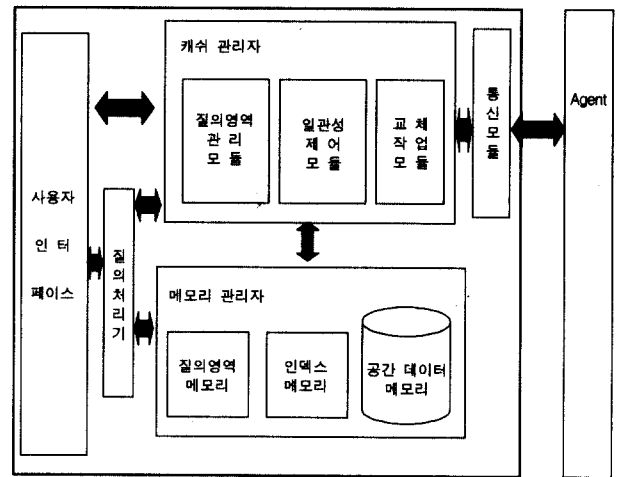 캐쉬 관리자
질의영역
관 리
모 듈
일관성
제 어
모 듈
교 체
작 업
모 듈
통
신
모
듈
Agent
사용자
인 터
페이스
질
의
처
리
기
메모리 관리자
질의영역
메모리
인덱스
메모리
공간 데이터
메모리